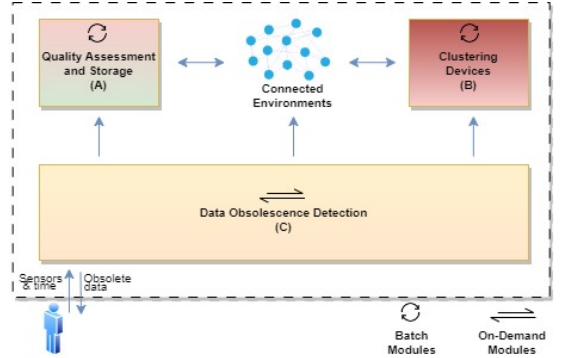 Quality Assessment
and Storage
(A)
Connected
Environments
Clustering
Devices
(B)
Data Obsolescence Detection
(C)
Sensors
& time
Obsolete
data
Batch
Modules
On-Demand
Modules